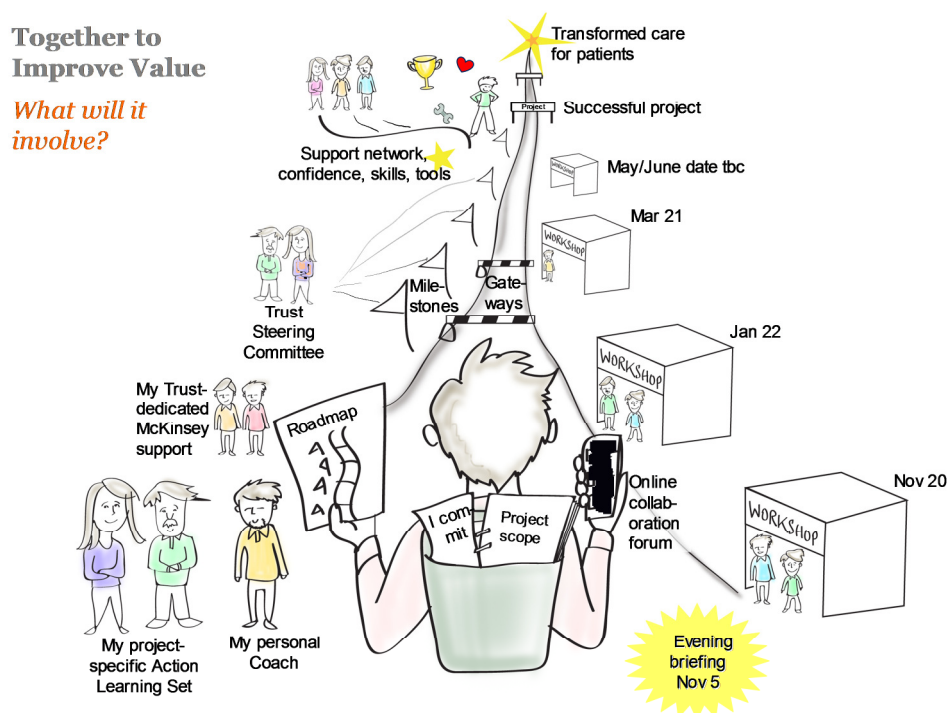 Together to
Improve Value
What will it
involve?
Transformed care
for patients
Project
Successful project
Support network,
confidence, skills, tools
WORKSHOP
May/June date tbc
Mar 21
WORKSHOP
Mile-
stones
Gate-
ways
Trust
Steering
Committee
Jan 22
WORKSHOP
My Trust-
dedicated
McKinsey
support
Roadmap
I com-
mit
Project
scope
Online
collab-
oration
forum
Nov 20
WORKSHOP
My project-
specific Action
Learning Set
My personal
Coach
Evening
briefing
Nov 5